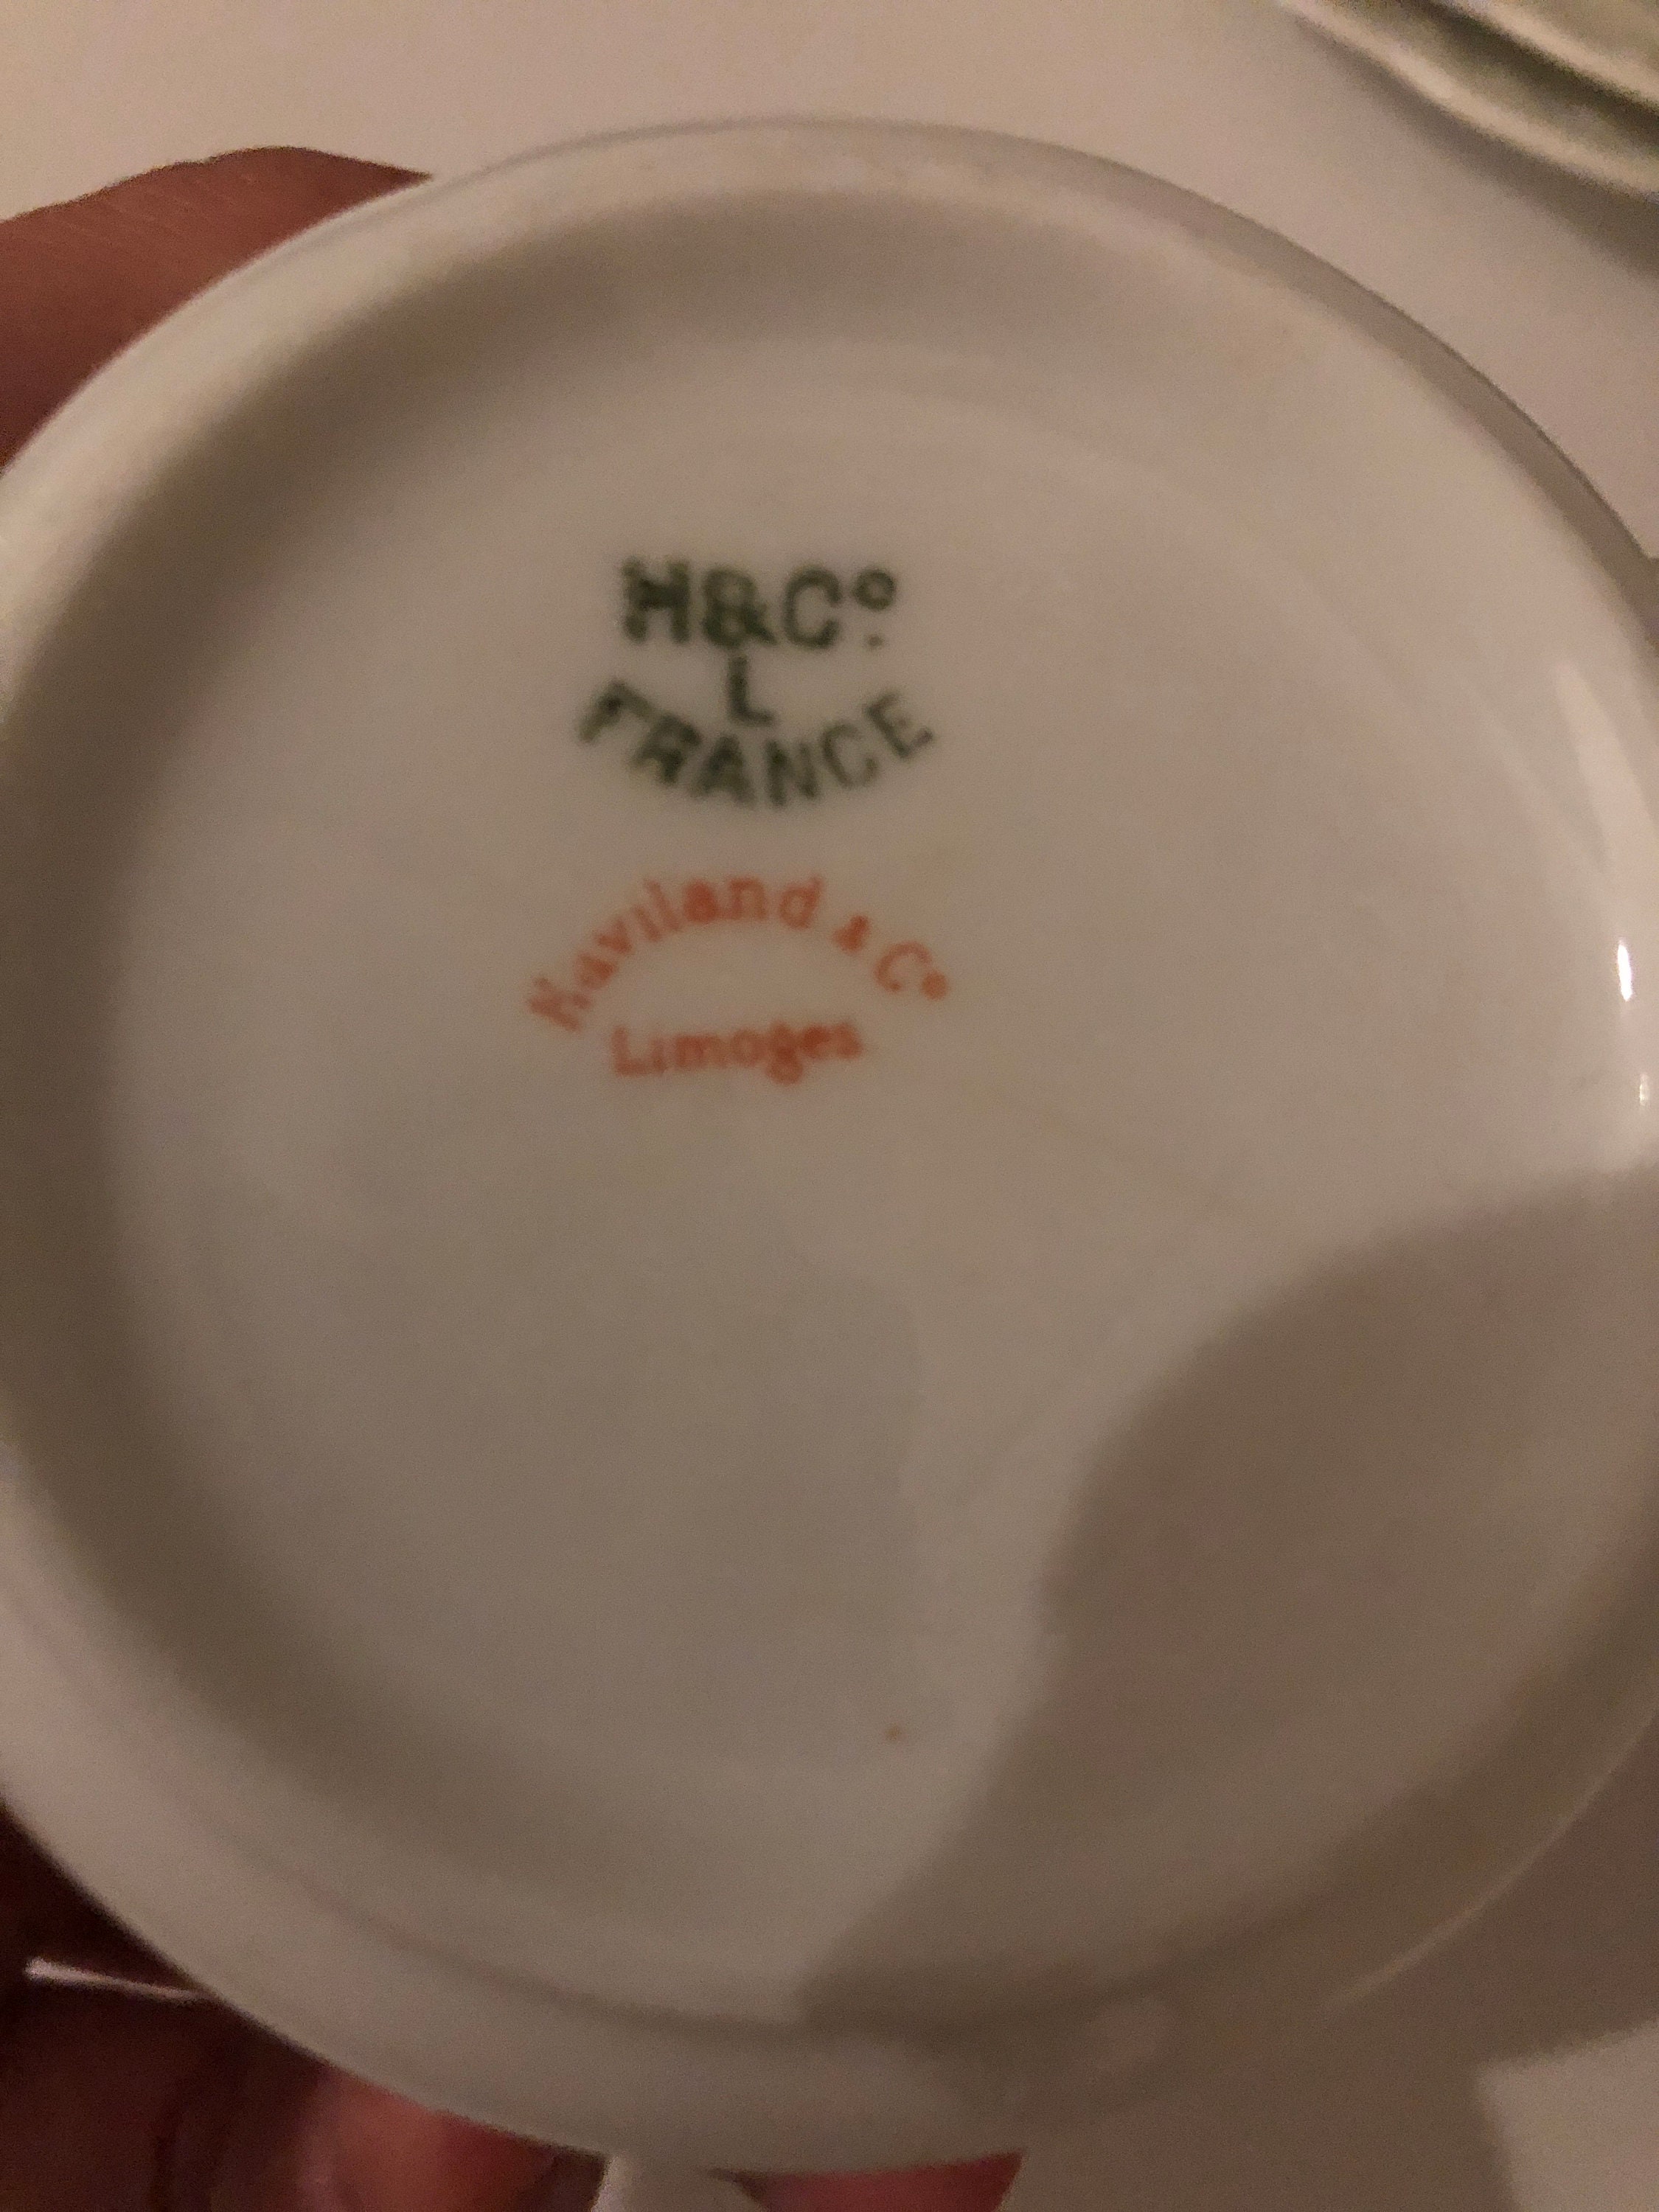 H&Cº
L
FRANCE
Haviland & Cº
Limoges